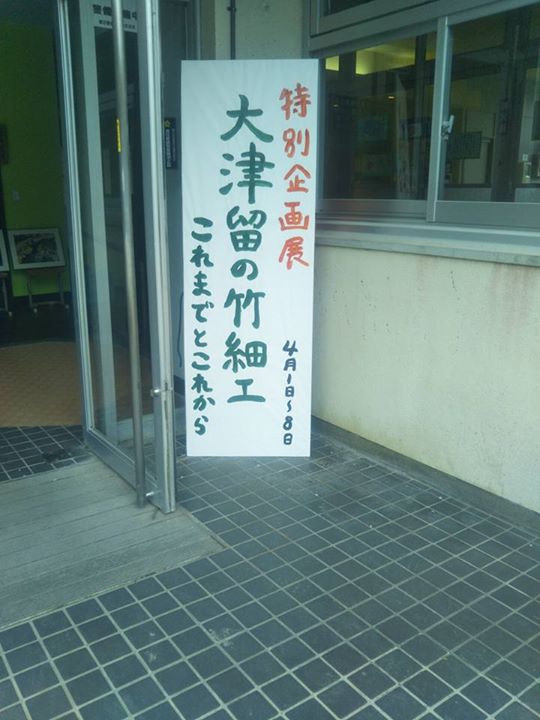 特別企画展
4月1日~8日
大津留の竹細工
これまでとこれから